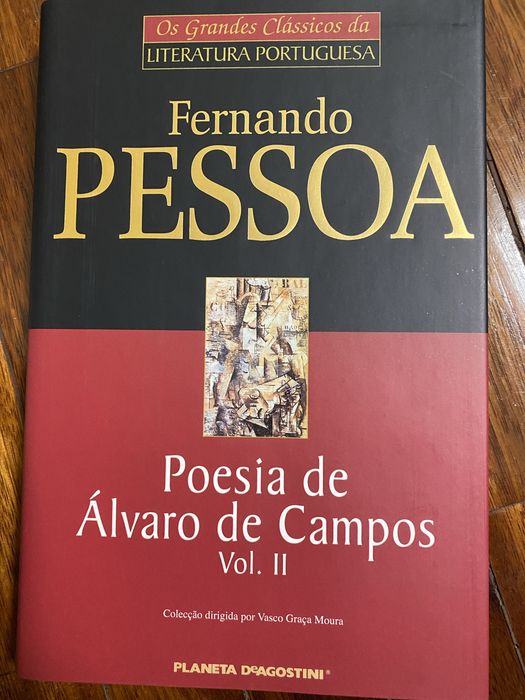 Os Grandes Clássicos da
LITERATURA PORTUGUESA
Fernando
PESSOA
BAL
Poesia de
Álvaro de Campos
Vol. II
Colecção dirigida por Vasco Graça Moura
PLANETA DeAGOSTINI®